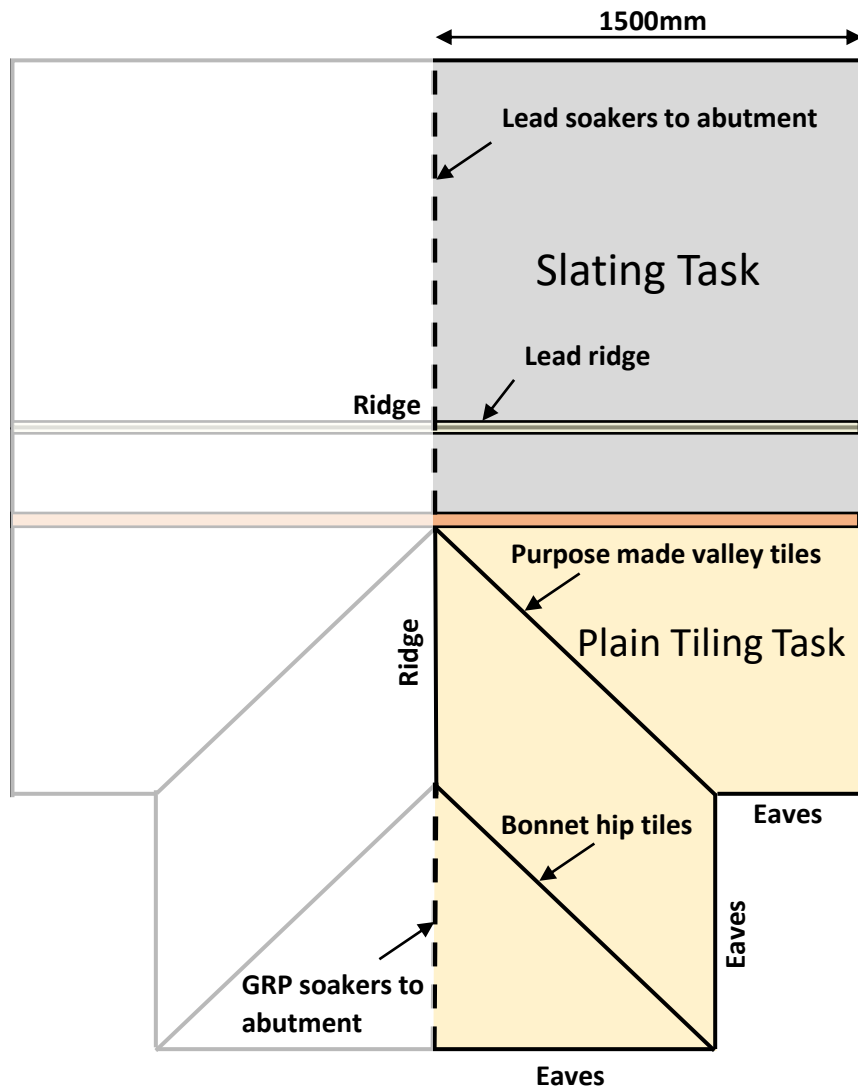 1500mm
Lead soakers to abutment
Slating Task
Lead ridge
Ridge
Purpose made valley tiles
Ridge
Plain Tiling Task
Eaves
Bonnet hip tiles
Eaves
GRP soakers to
abutment
Eaves